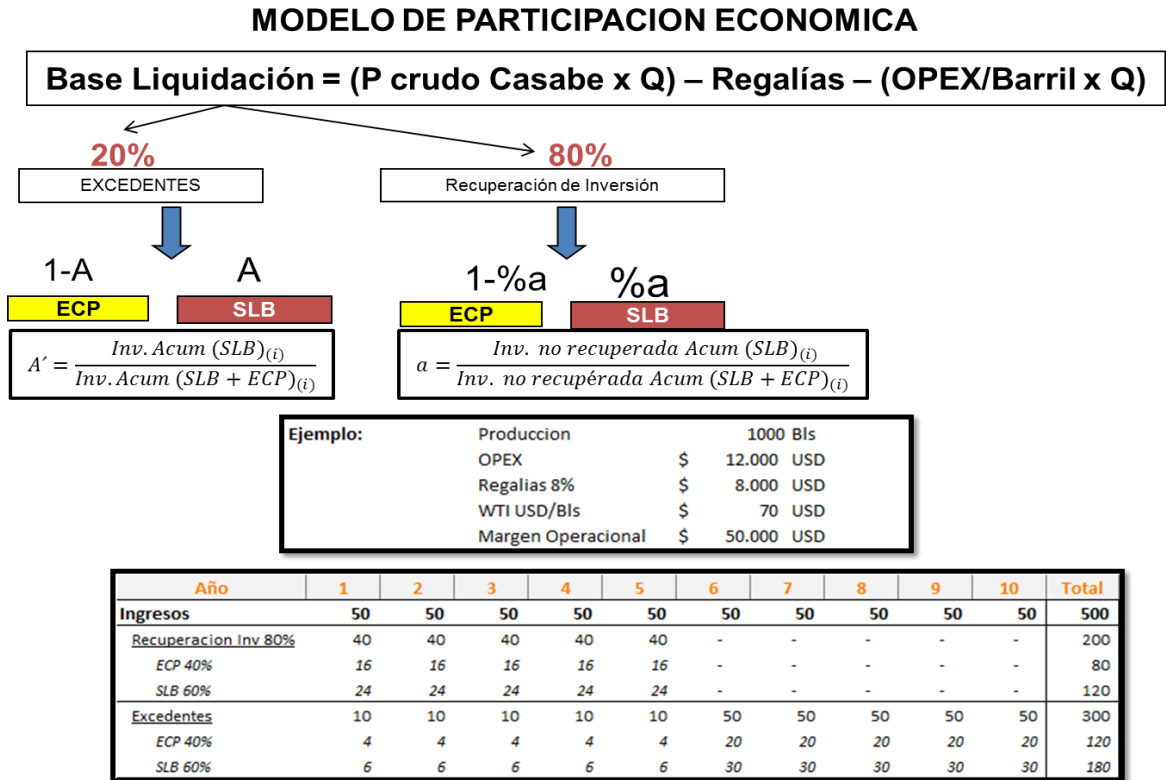 MODELO DE PARTICIPACION ECONOMICA
Base Liquidación = (P crudo Casabe x Q) – Regalías – (OPEX/Barril x Q)
20% 80%
EXCEDENTES Recuperación de Inversión
1-A A 1-%a %a
ECP SLB ECP SLB
A´ = Inv. Acum (SLB)(i) / Inv. Acum (SLB + ECP)(i)
a = Inv. no recuperada Acum (SLB)(i) / Inv. no recupérada Acum (SLB + ECP)(i)
Ejemplo: Produccion 1000 Bls
OPEX $ 12.000 USD
Regalias 8% $ 8.000 USD
WTI USD/Bls $ 70 USD
Margen Operacional $ 50.000 USD
Año 1 2 3 4 5 6 7 8 9 10 Total
Ingresos 50 50 50 50 50 50 50 50 50 50 500
Recuperacion Inv 80% 40 40 40 40 40 - - - - - 200
ECP 40% 16 16 16 16 16 - - - - - 80
SLB 60% 24 24 24 24 24 - - - - - 120
Excedentes 10 10 10 10 10 50 50 50 50 50 300
ECP 40% 4 4 4 4 4 20 20 20 20 20 120
SLB 60% 6 6 6 6 6 30 30 30 30 30 180